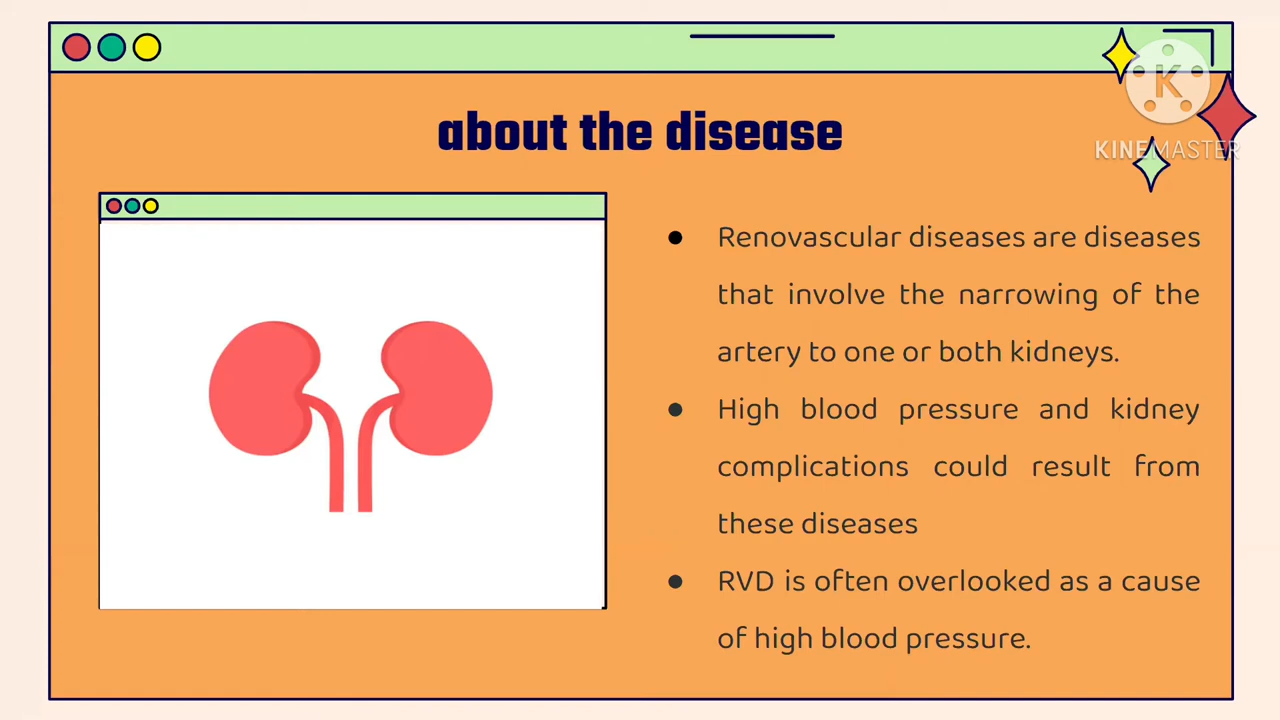 K
KINEMASTER
about the disease
● Renovascular diseases are diseases
that involve the narrowing of the
artery to one or both kidneys.
● High blood pressure and kidney
complications could result from
these diseases
● RVD is often overlooked as a cause
of high blood pressure.